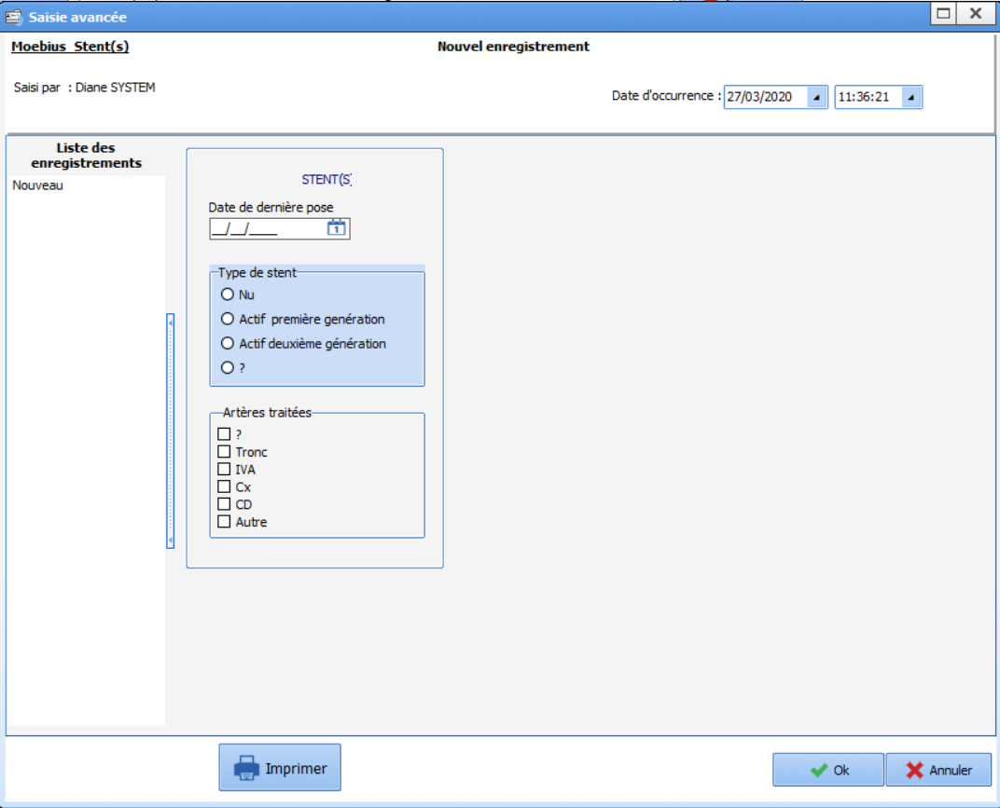 Saisie avancée
Moebius Stent(s)
Nouvel enregistrement
Saisi par : Diane SYSTEM
Date d'occurrence : 27/03/2020 11:36:21
Liste des
enregistrements
Nouveau
STENT(S)
Date de dernière pose
__/__/____ 1
Type de stent
Nu
Actif première genération
Actif deuxième génération
?
Artères traitées
?
Tronc
IVA
Cx
CD
Autre
Imprimer
Ok
Annuler